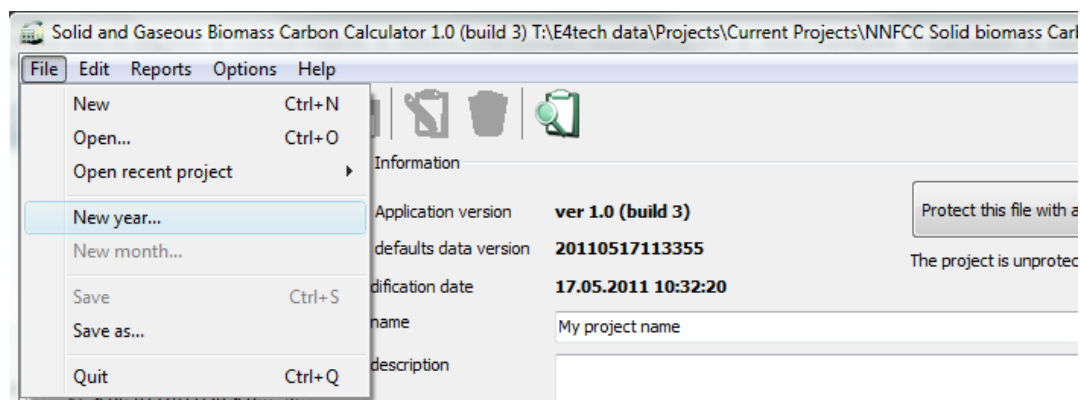 Solid and Gaseous Biomass Carbon Calculator 1.0 (build 3) T:\E4tech data\Projects\Current Projects\NNFCC Solid biomass Carb
File Edit Reports Options Help
New Ctrl+N
Open... Ctrl+O
Open recent project
New year...
New month...
Save Ctrl+S
Save as...
Quit Ctrl+Q
Information
Application version ver 1.0 (build 3)
defaults data version 20110517113355
dification date 17.05.2011 10:32:20
name My project name
description
Protect this file with a
The project is unprotec